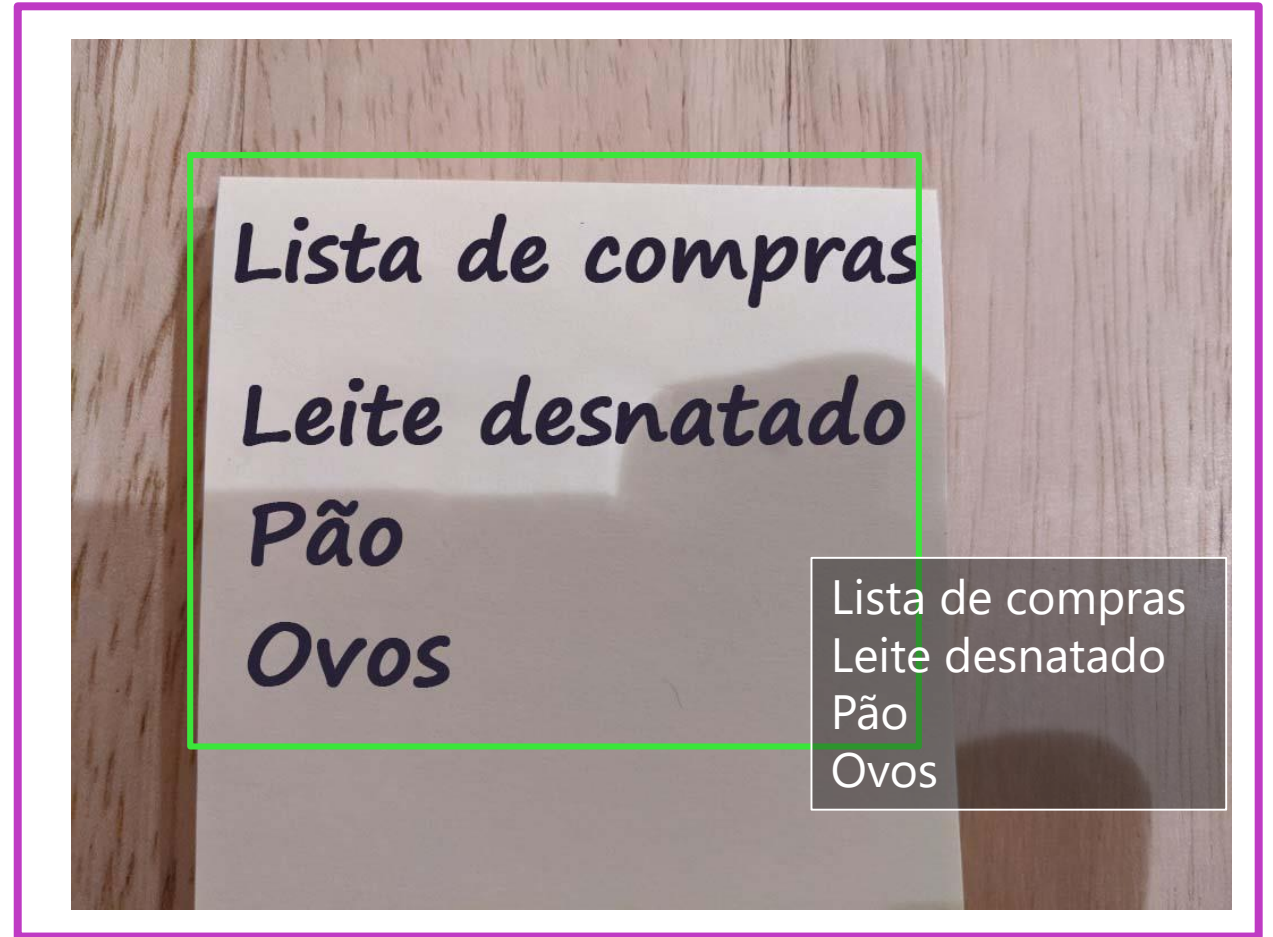 Lista de compras
Leite desnatado
Pão
Ovos
Lista de compras
Leite desnatado
Pão
Ovos